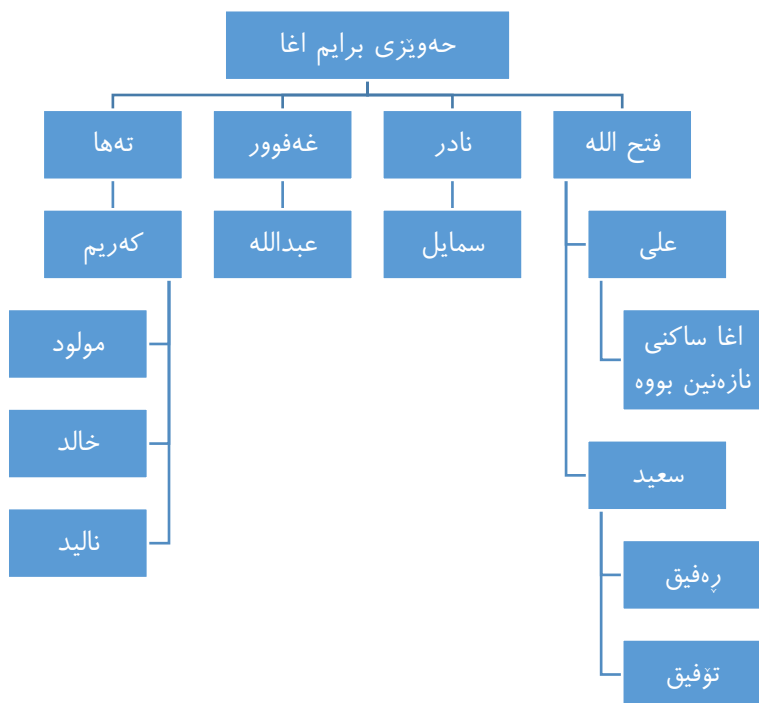 حەوێزی برایم اغا
فتح الله
نادر
غەفوور
تەها
علی
سمایل
عبدالله
کەریم
اغا ساکنی
نازەنین بووە
مولود
خالد
سعید
نالید
ڕەفیق
تۆفیق